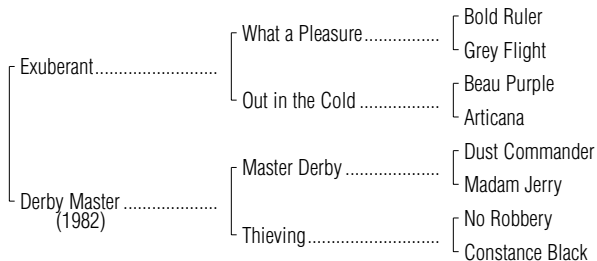 Bold Ruler
What a Pleasure................
Grey Flight
Exuberant..........................
Beau Purple
Out in the Cold .................
Articana
Dust Commander
Master Derby ....................
Madam Jerry
Derby Master ....................
(1982)
No Robbery
Thieving............................
Constance Black